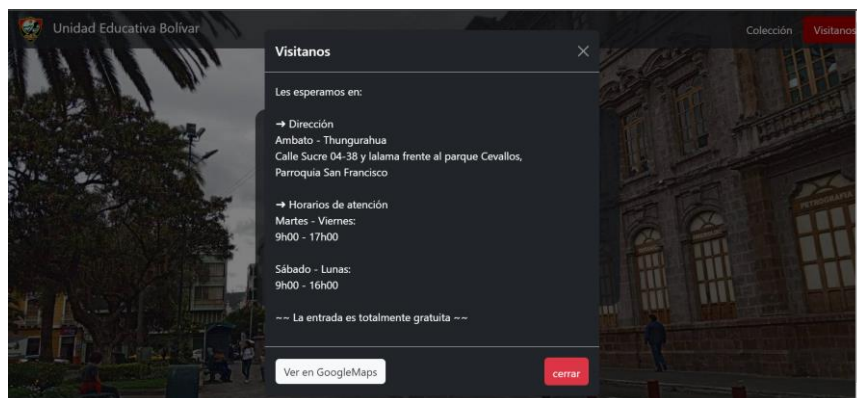 Unidad Educativa Bolívar
Colección
Visitanos
Visitanos
Les esperamos en:
➔ Dirección
Ambato - Thungurahua
Calle Sucre 04-38 y lalama frente al parque Cevallos,
Parroquia San Francisco
➔ Horarios de atención
Martes - Viernes:
9h00 - 17h00
Sábado - Lunas:
9h00 - 16h00
~~ La entrada es totalmente gratuita ~~
Ver en GoogleMaps
cerrar